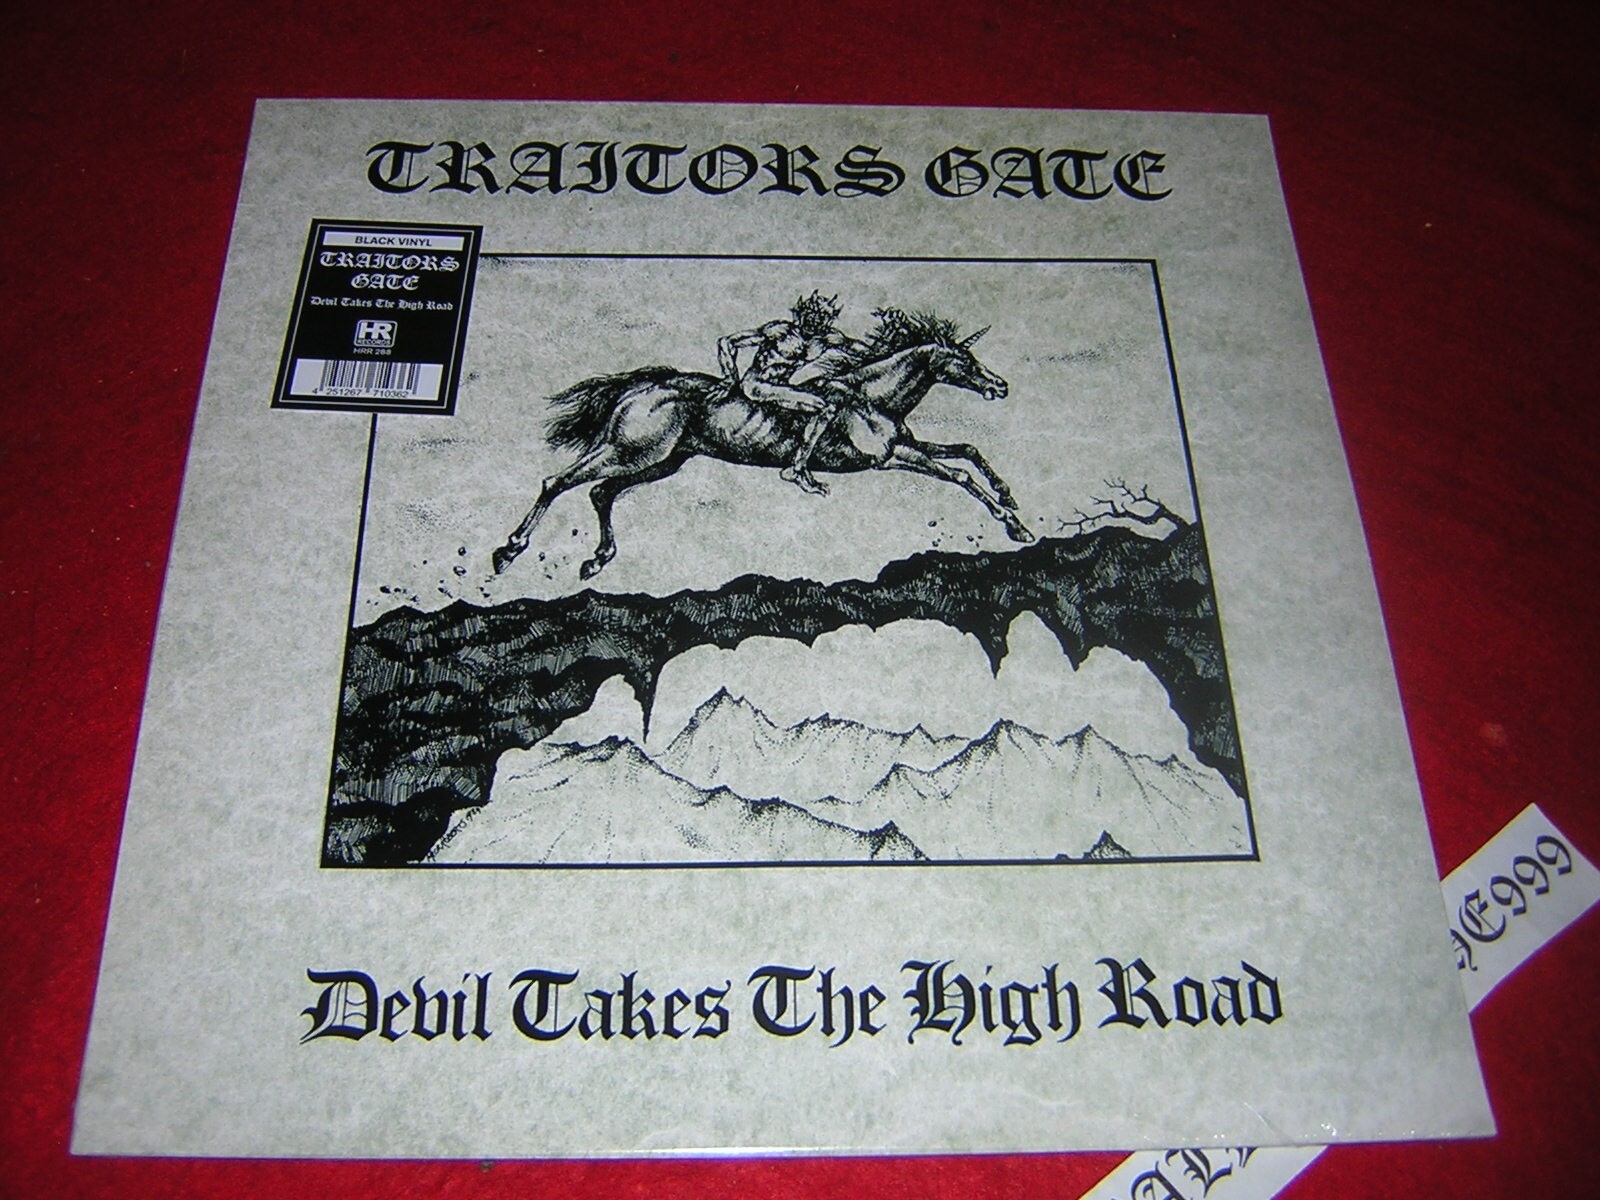 TRAITORS GATE
BLACK VINYL
TRAITORS
GATE
Devil Takes The High Road
HR
RECORDS
HRR 288
4 251267 710362
Devil Takes The High Road
E999